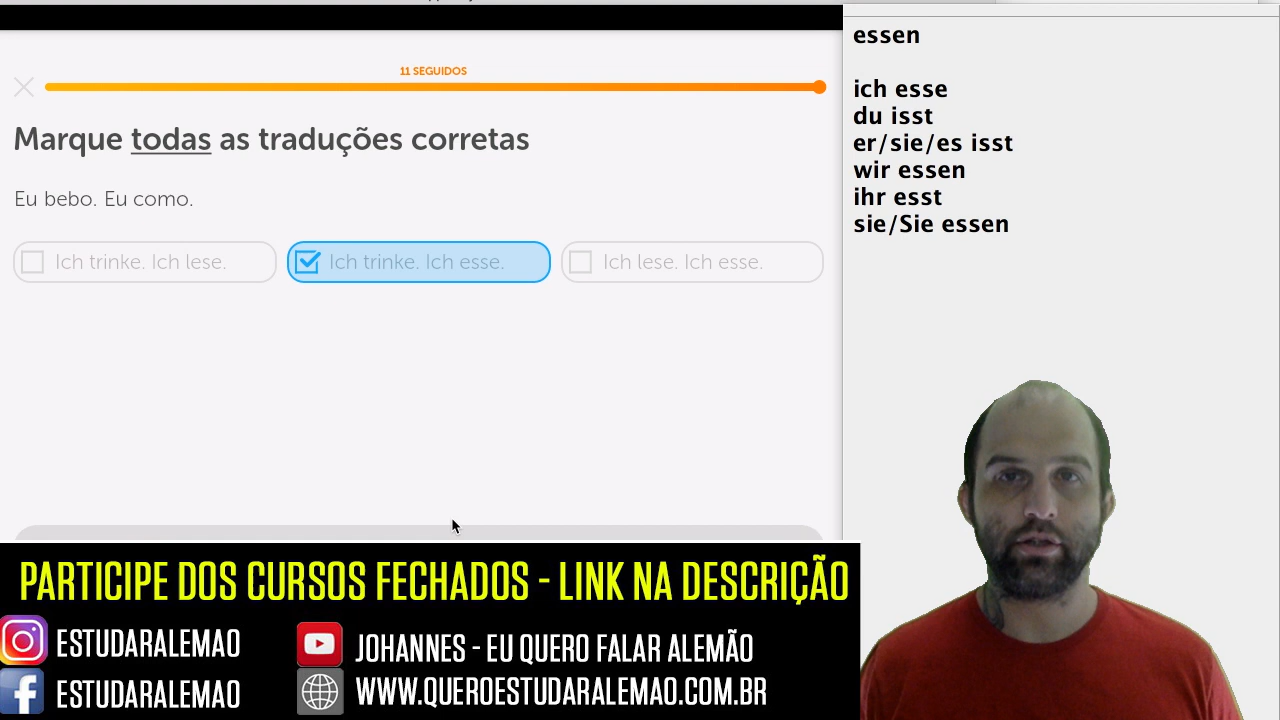 11 SEGUIDOS
Marque todas as traduções corretas
Eu bebo. Eu como.
Ich trinke. Ich lese.
Ich trinke. Ich esse.
Ich lese. Ich esse.
essen
ich esse
du isst
er/sie/es isst
wir essen
ihr esst
sie/Sie essen
PARTICIPE DOS CURSOS FECHADOS - LINK NA DESCRIÇÃO
ESTUDARALEMAO
JOHANNES - EU QUERO FALAR ALEMÃO
ESTUDARALEMAO
WWW.QUEROESTUDARALEMAO.COM.BR